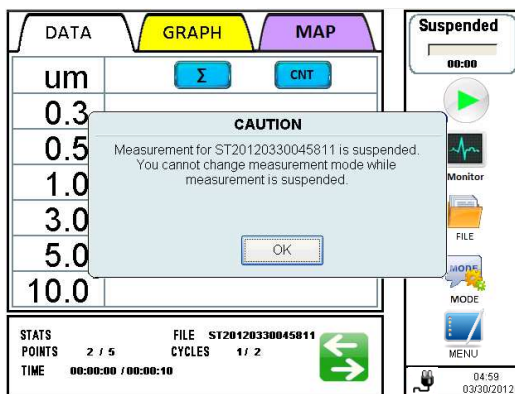 DATA GRAPH MAP
um Σ CNT
0.3
0.5
1.0
3.0
5.0
10.0
CAUTION
Measurement for ST20120330045811 is suspended.
You cannot change measurement mode while
measurement is suspended.
OK
STATS FILE ST20120330045811
POINTS 2 / 5 CYCLES 1 / 2
TIME 00:00:00 / 00:00:10
Suspended
00:00
Monitor
FILE
MODE
MODE
MENU
04:59
03/30/2012